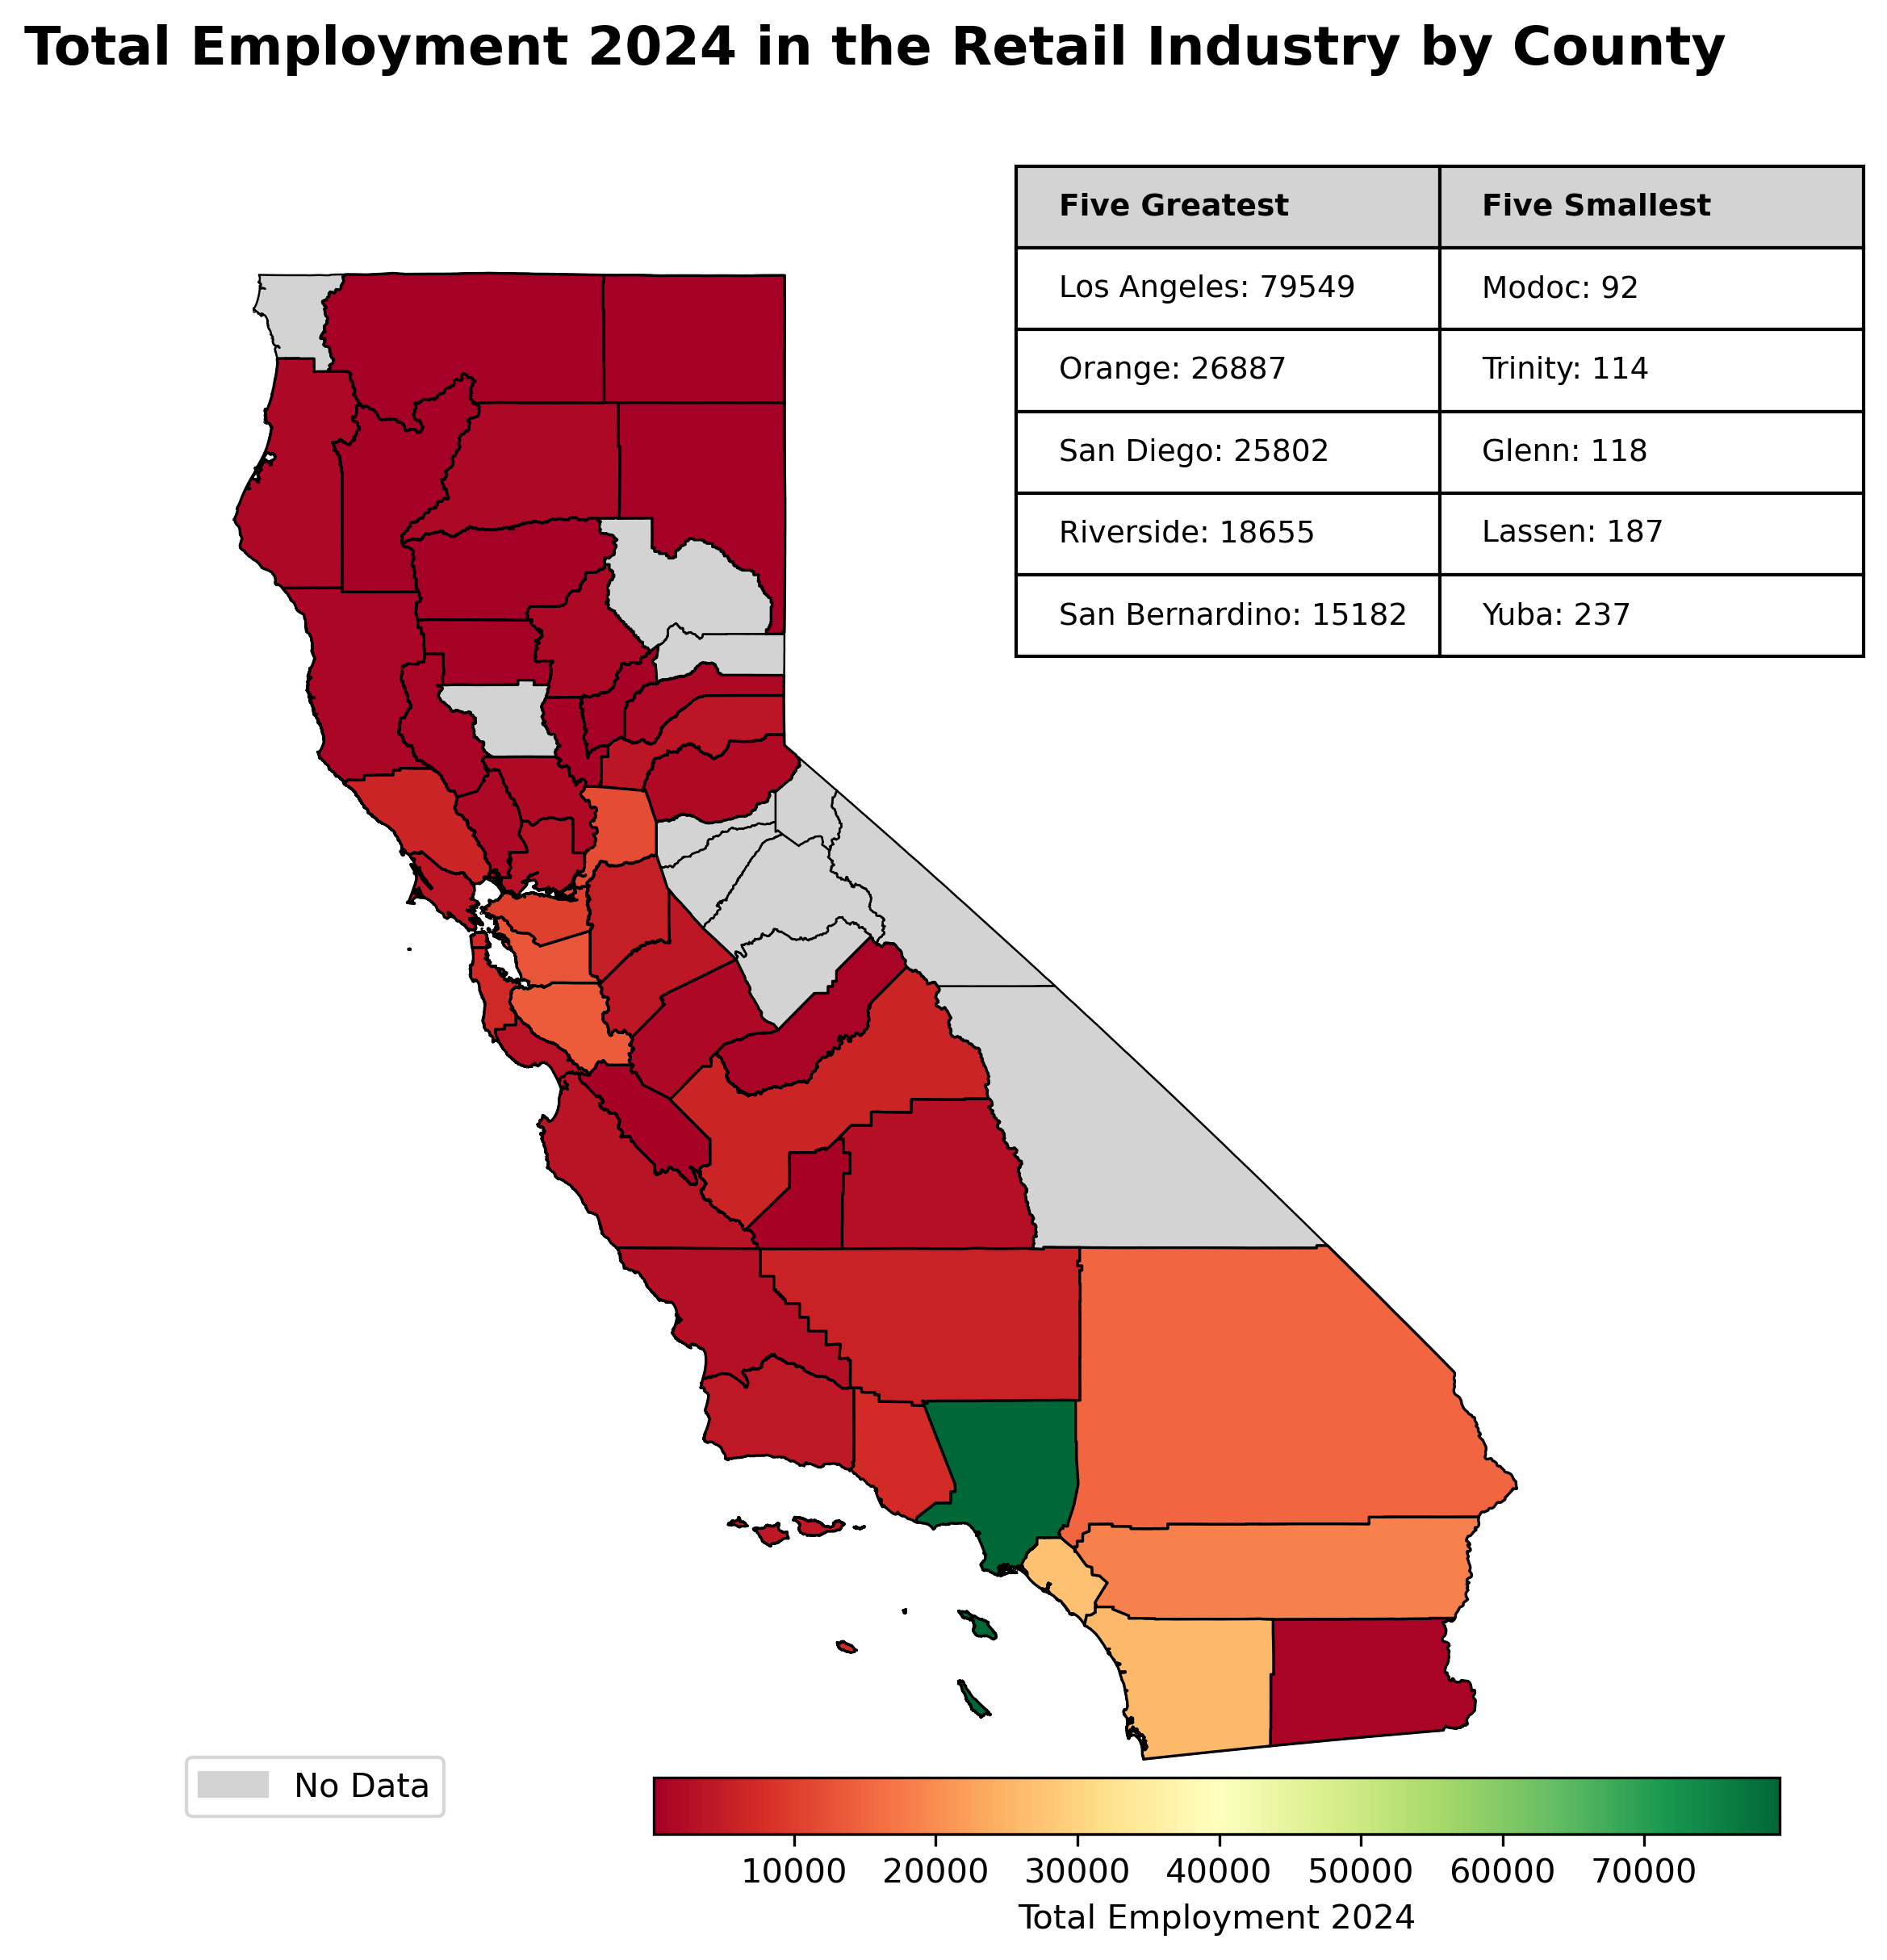 Total Employment 2024 in the Retail Industry by County
Five Greatest Five Smallest
Los Angeles: 79549 Modoc: 92
Orange: 26887 Trinity: 114
San Diego: 25802 Glenn: 118
Riverside: 18655 Lassen: 187
San Bernardino: 15182 Yuba: 237
No Data
10000 20000 30000 40000 50000 60000 70000
Total Employment 2024